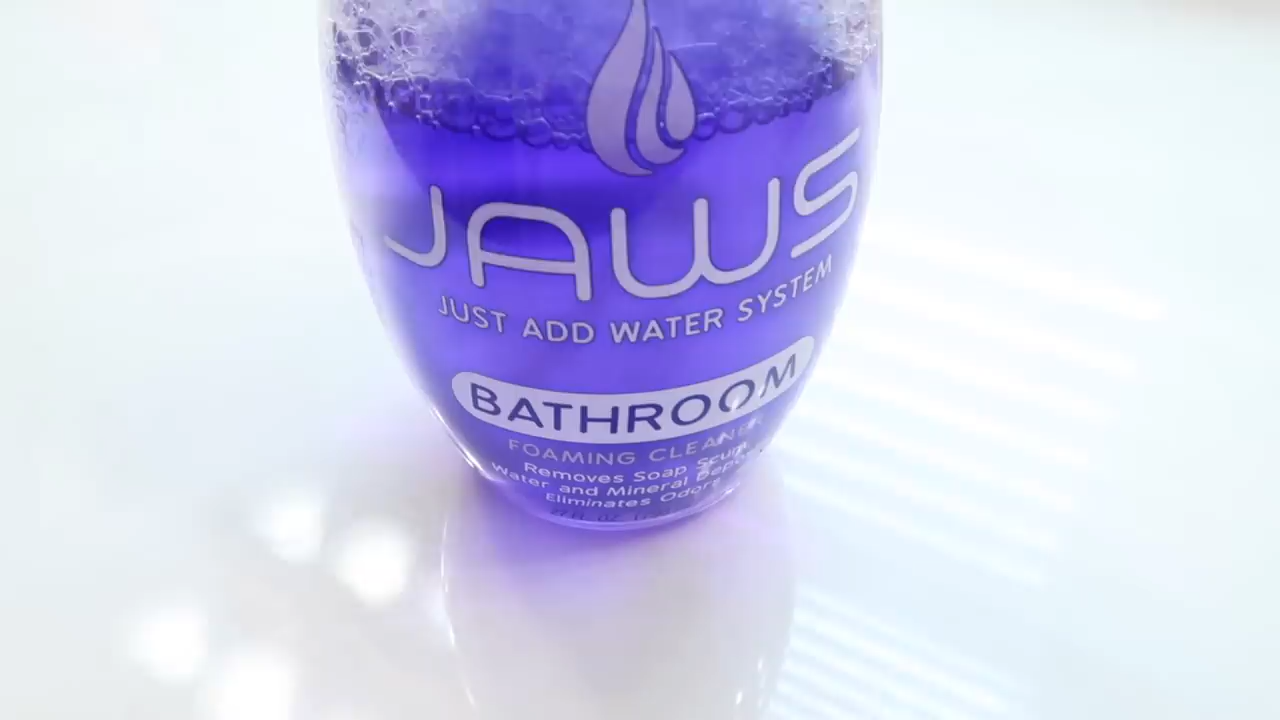 JAWS
JUST ADD WATER SYSTEM
BATHROOM
FOAMING CLEANER
Removes Soap Scum
Water and Mineral
Eliminates Odors